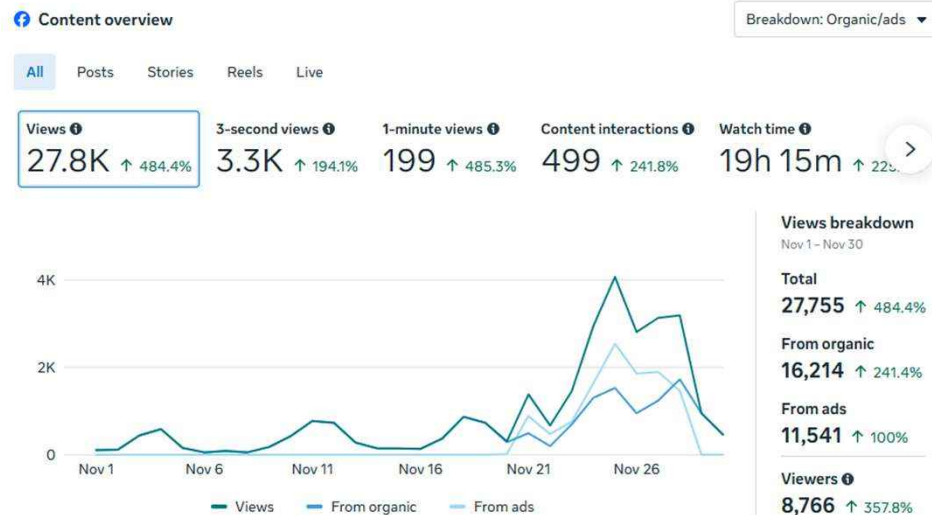 Content overview
Breakdown: Organic/ads
All Posts Stories Reels Live
Views 3-second views 1-minute views Content interactions Watch time
27.8K ↑ 484.4% 3.3K ↑ 194.1% 199 ↑ 485.3% 499 ↑ 241.8% 19h 15m ↑
Views breakdown
Nov 1 – Nov 30
Total
27,755 ↑ 484.4%
From organic
16,214 ↑ 241.4%
From ads
11,541 ↑ 100%
Viewers
8,766 ↑ 357.8%
4K
2K
0
Nov 1 Nov 6 Nov 11 Nov 16 Nov 21 Nov 26
Views From organic From ads